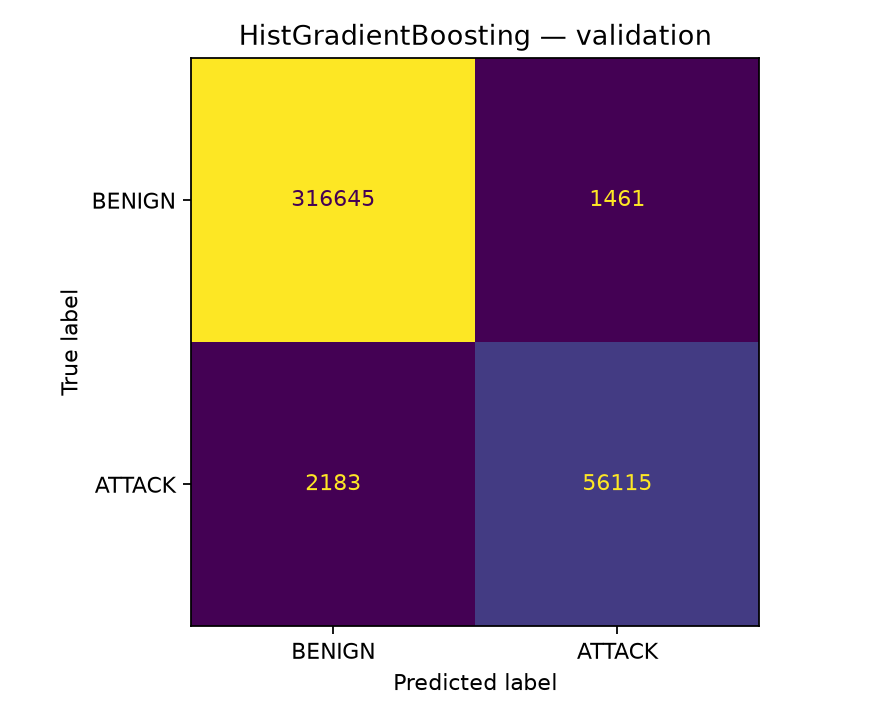 HistGradientBoosting — validation
BENIGN
316645
1461
True label
ATTACK
2183
56115
BENIGN
ATTACK
Predicted label